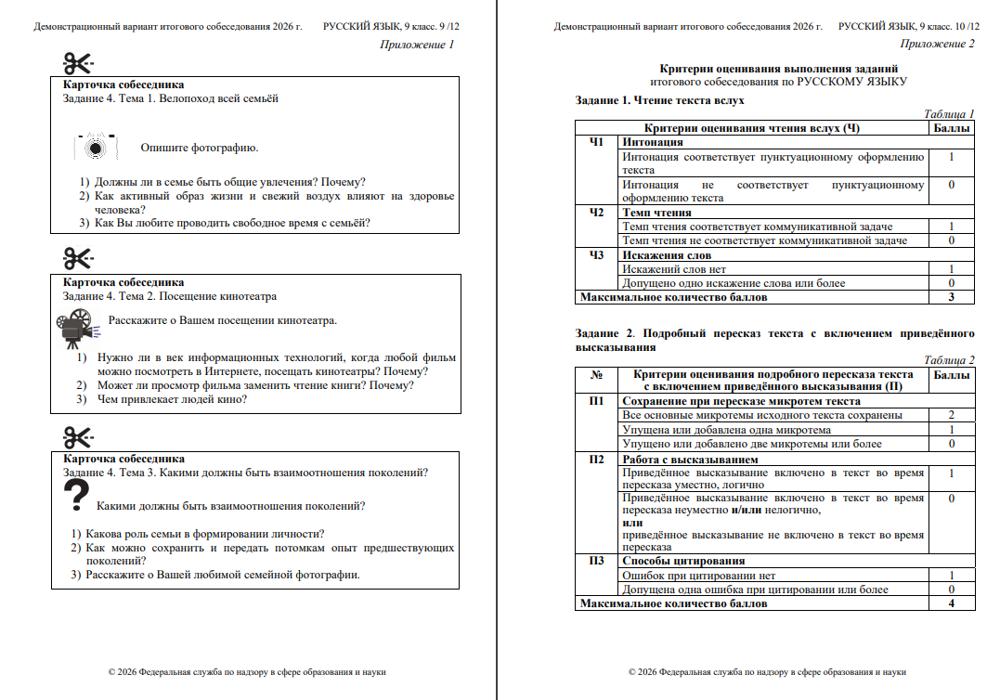 Демонстрационный вариант итогового собеседования 2026 г. РУССКИЙ ЯЗЫК, 9 класс. 9 /12
Приложение 1
Карточка собеседника
Задание 4. Тема 1. Велопоход всей семьёй
Опишите фотографию.
1) Должны ли в семье быть общие увлечения? Почему?
2) Как активный образ жизни и свежий воздух влияют на здоровье
человека?
3) Как Вы любите проводить свободное время с семьёй?
Карточка собеседника
Задание 4. Тема 2. Посещение кинотеатра
Расскажите о Вашем посещении кинотеатра.
1) Нужно ли в век информационных технологий, когда любой фильм
можно посмотреть в Интернете, посещать кинотеатры? Почему?
2) Может ли просмотр фильма заменить чтение книги? Почему?
3) Чем привлекает людей кино?
Карточка собеседника
Задание 4. Тема 3. Какими должны быть взаимоотношения поколений?
? Какими должны быть взаимоотношения поколений?
1) Какова роль семьи в формировании личности?
2) Как можно сохранить и передать потомкам опыт предшествующих
поколений?
3) Расскажите о Вашей любимой семейной фотографии.
© 2026 Федеральная служба по надзору в сфере образования и науки
Демонстрационный вариант итогового собеседования 2026 г. РУССКИЙ ЯЗЫК, 9 класс. 10 /12
Приложение 2
Критерии оценивания выполнения заданий
итогового собеседования по РУССКОМУ ЯЗЫКУ
Задание 1. Чтение текста вслух
Таблица 1
Критерии оценивания чтения вслух (Ч) Баллы
Ч1 Интонация
Интонация соответствует пунктуационному оформлению 1
текста
Интонация не соответствует пунктуационному 0
оформлению текста
Ч2 Темп чтения
Темп чтения соответствует коммуникативной задаче 1
Темп чтения не соответствует коммуникативной задаче 0
Ч3 Искажения слов
Искажений слов нет 1
Допущено одно искажение слова или более 0
Максимальное количество баллов 3
Задание 2. Подробный пересказ текста с включением приведённого
высказывания
Таблица 2
№ Критерии оценивания подробного пересказа текста Баллы
с включением приведённого высказывания (П)
П1 Сохранение при пересказе микротем текста
Все основные микротемы исходного текста сохранены 2
Упущена или добавлена одна микротема 1
Упущено или добавлено две микротемы или более 0
П2 Работа с высказыванием
Приведённое высказывание включено в текст во время 1
пересказа уместно, логично
Приведённое высказывание включено в текст во время 0
пересказа неуместно и/или нелогично,
или
приведённое высказывание не включено в текст во время
пересказа
П3 Способы цитирования
Ошибок при цитировании нет 1
Допущена одна ошибка при цитировании или более 0
Максимальное количество баллов 4
© 2026 Федеральная служба по надзору в сфере образования и науки